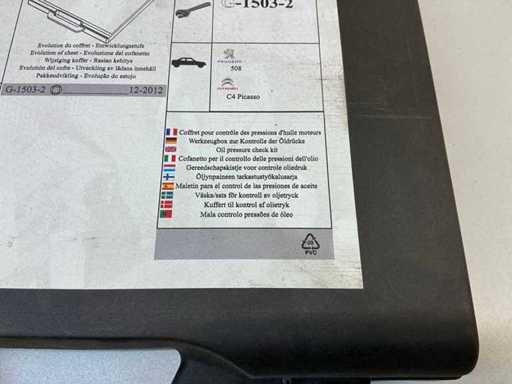 G-1503-2
Evolution du coffret - Entwicklungsstufe
Evolution of chest - Evoluzione del cofanetto
Wijziging koffer - Rasian kehitys
Evolución del cofre - Utveckling av lådans innehåll
Pakkeudvikling - Evolução do estojo
G-1503-2
12-2012
PEUGEOT
508
CITROËN
C4 Picasso
Coffret pour contrôle des pressions d'huile moteurs
Werkzeugbox zur Kontrolle der Öldrücke
Oil pressure check kit
Cofanetto per il controllo delle pressioni dell'olio
Gereedschapskistje voor controle oliedruk
Öljynpaineen tarkastustyökalusarja
Maletín para el control de las presiones de aceite
Väska/sats för kontroll av oljetryck
Kuffert til kontrol af olietryk
Mala controlo pressões de óleo
03
PVC